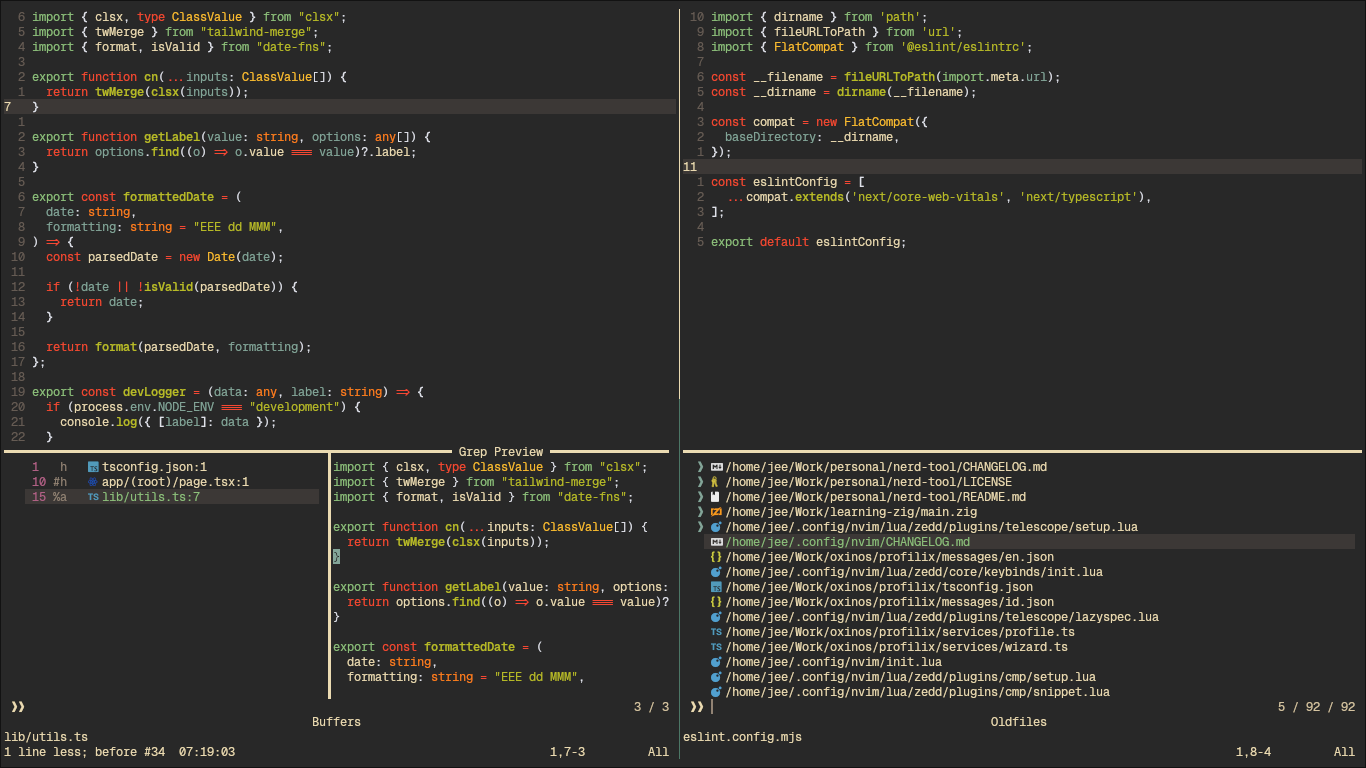 6 import { clsx, type ClassValue } from "clsx";
5 import { twMerge } from "tailwind-merge";
4 import { format, isValid } from "date-fns";
3
2 export function cn(...inputs: ClassValue[]) {
1   return twMerge(clsx(inputs));
7 }
1
2 export function getLabel(value: string, options: any[]) {
3   return options.find((o) => o.value === value)?.label;
4 }
5
6 export const formattedDate = (
7   date: string,
8   formatting: string = "EEE dd MMM",
9 ) => {
10   const parsedDate = new Date(date);
11
12   if (!date || !isValid(parsedDate)) {
13     return date;
14   }
15
16   return format(parsedDate, formatting);
17 };
18
19 export const devLogger = (data: any, label: string) => {
20   if (process.env.NODE_ENV === "development") {
21     console.log({ [label]: data });
22   }
10 import { dirname } from 'path';
9 import { fileURLToPath } from 'url';
8 import { FlatCompat } from '@eslint/eslintrc';
7
6 const __filename = fileURLToPath(import.meta.url);
5 const __dirname = dirname(__filename);
4
3 const compat = new FlatCompat({
2   baseDirectory: __dirname,
1 });
11
1 const eslintConfig = [
2   ...compat.extends('next/core-web-vitals', 'next/typescript'),
3 ];
4
5 export default eslintConfig;
1 h TS tsconfig.json:1
10 #h app/(root)/page.tsx:1
15 %a TS lib/utils.ts:7
Grep Preview
import { clsx, type ClassValue } from "clsx";
import { twMerge } from "tailwind-merge";
import { format, isValid } from "date-fns";
export function cn(...inputs: ClassValue[]) {
  return twMerge(clsx(inputs));
}
export function getLabel(value: string, options:
  return options.find((o) => o.value === value)?
}
export const formattedDate = (
  date: string,
  formatting: string = "EEE dd MMM",
❯❯ 3 / 3
Buffers
lib/utils.ts
1 line less; before #34  07:19:03 1,7-3 All
❯ /home/jee/Work/personal/nerd-tool/CHANGELOG.md
❯ /home/jee/Work/personal/nerd-tool/LICENSE
❯ /home/jee/Work/personal/nerd-tool/README.md
❯ /home/jee/Work/learning-zig/main.zig
❯ /home/jee/.config/nvim/lua/zedd/plugins/telescope/setup.lua
/home/jee/.config/nvim/CHANGELOG.md
{} /home/jee/Work/oxinos/profilix/messages/en.json
/home/jee/.config/nvim/lua/zedd/core/keybinds/init.lua
TS /home/jee/Work/oxinos/profilix/tsconfig.json
{} /home/jee/Work/oxinos/profilix/messages/id.json
/home/jee/.config/nvim/lua/zedd/plugins/telescope/lazyspec.lua
TS /home/jee/Work/oxinos/profilix/services/profile.ts
TS /home/jee/Work/oxinos/profilix/services/wizard.ts
/home/jee/.config/nvim/init.lua
/home/jee/.config/nvim/lua/zedd/plugins/cmp/setup.lua
/home/jee/.config/nvim/lua/zedd/plugins/cmp/snippet.lua
❯❯ 5 / 92 / 92
Oldfiles
eslint.config.mjs
1,8-4 All